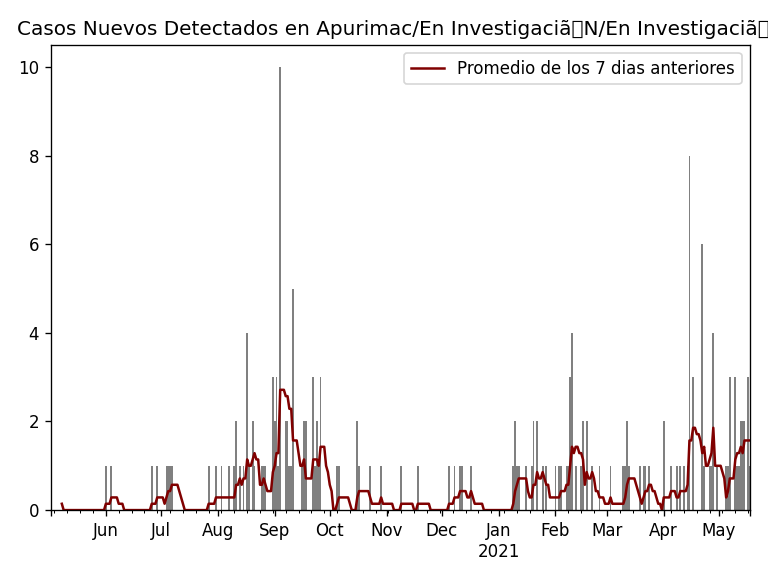 Casos Nuevos Detectados en Apurimac/En Investigaciã▯N/En Investigaciã▯
Promedio de los 7 dias anteriores
10
8
6
4
2
0
Jun Jul Aug Sep Oct Nov Dec Jan Feb Mar Apr May
2021